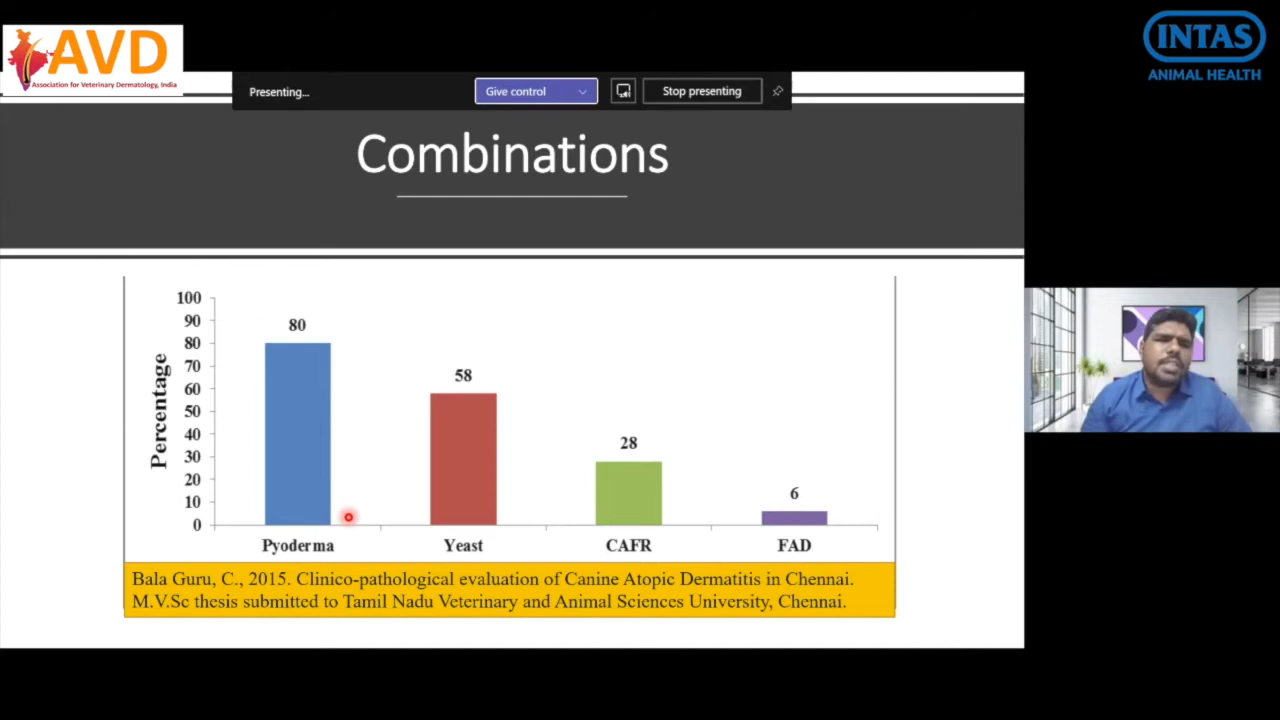 AVD
Association for Veterinary Dermatology, India
INTAS
ANIMAL HEALTH
Presenting...
Give control
Stop presenting
Combinations
Percentage
100
90
80
70
60
50
40
30
20
10
0
80
58
28
6
Pyoderma
Yeast
CAFR
FAD
Bala Guru, C., 2015. Clinico-pathological evaluation of Canine Atopic Dermatitis in Chennai.
M.V.Sc thesis submitted to Tamil Nadu Veterinary and Animal Sciences University, Chennai.